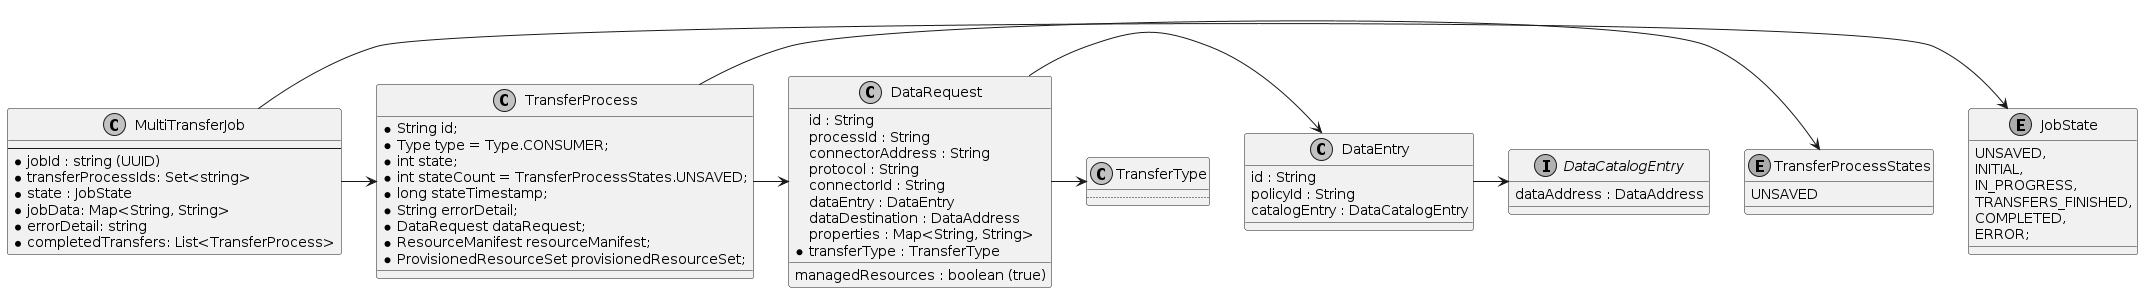 C MultiTransferJob
jobId : string (UUID)
transferProcessIds: Set<string>
state : JobState
jobData: Map<String, String>
errorDetail: string
completedTransfers: List<TransferProcess>
C TransferProcess
String id;
Type type = Type.CONSUMER;
int state;
int stateCount = TransferProcessStates.UNSAVED;
long stateTimestamp;
String errorDetail;
DataRequest dataRequest;
ResourceManifest resourceManifest;
ProvisionedResourceSet provisionedResourceSet;
C DataRequest
id : String
processId : String
connectorAddress : String
protocol : String
connectorId : String
dataEntry : DataEntry
dataDestination : DataAddress
properties : Map<String, String>
transferType : TransferType
managedResources : boolean (true)
C TransferType
C DataEntry
id : String
policyId : String
catalogEntry : DataCatalogEntry
I DataCatalogEntry
dataAddress : DataAddress
E TransferProcessStates
UNSAVED
E JobState
UNSAVED,
INITIAL,
IN_PROGRESS,
TRANSFERS_FINISHED,
COMPLETED,
ERROR;